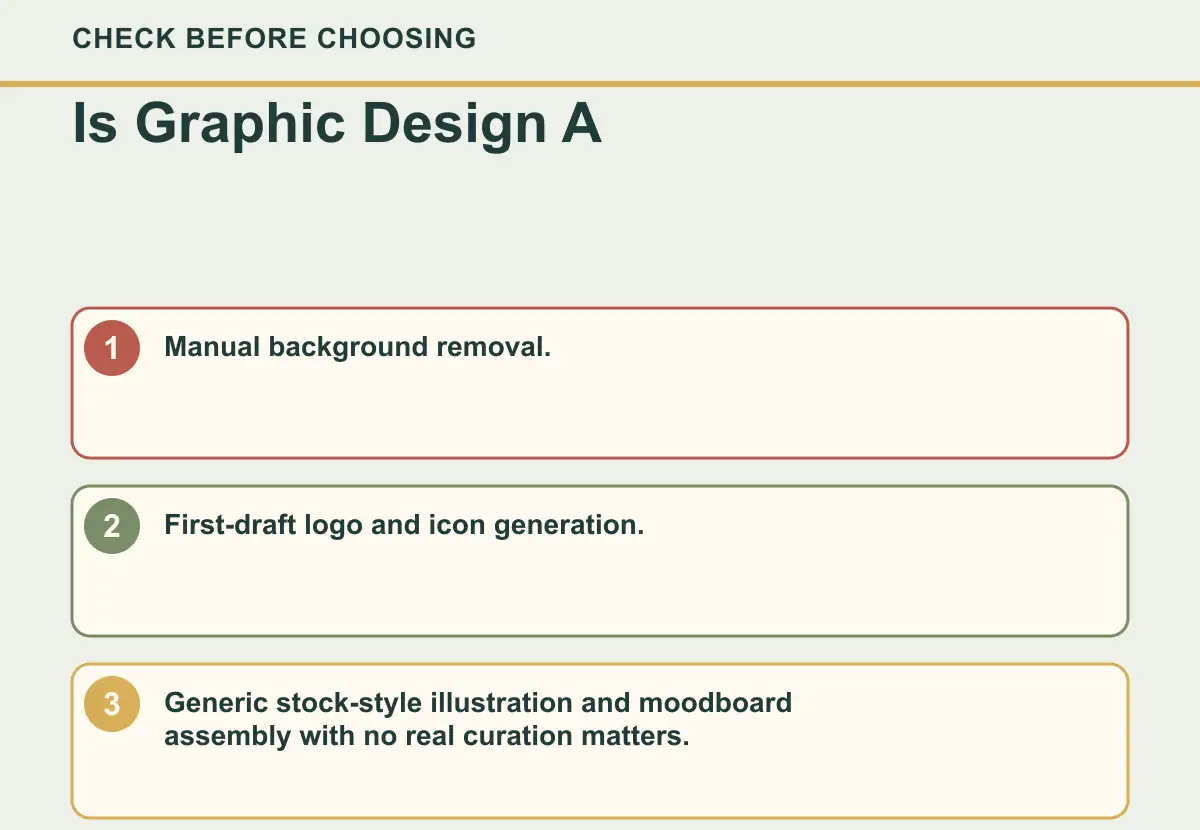 CHECK BEFORE CHOOSING
Is Graphic Design A
1 Manual background removal.
2 First-draft logo and icon generation.
3 Generic stock-style illustration and moodboard
assembly with no real curation matters.